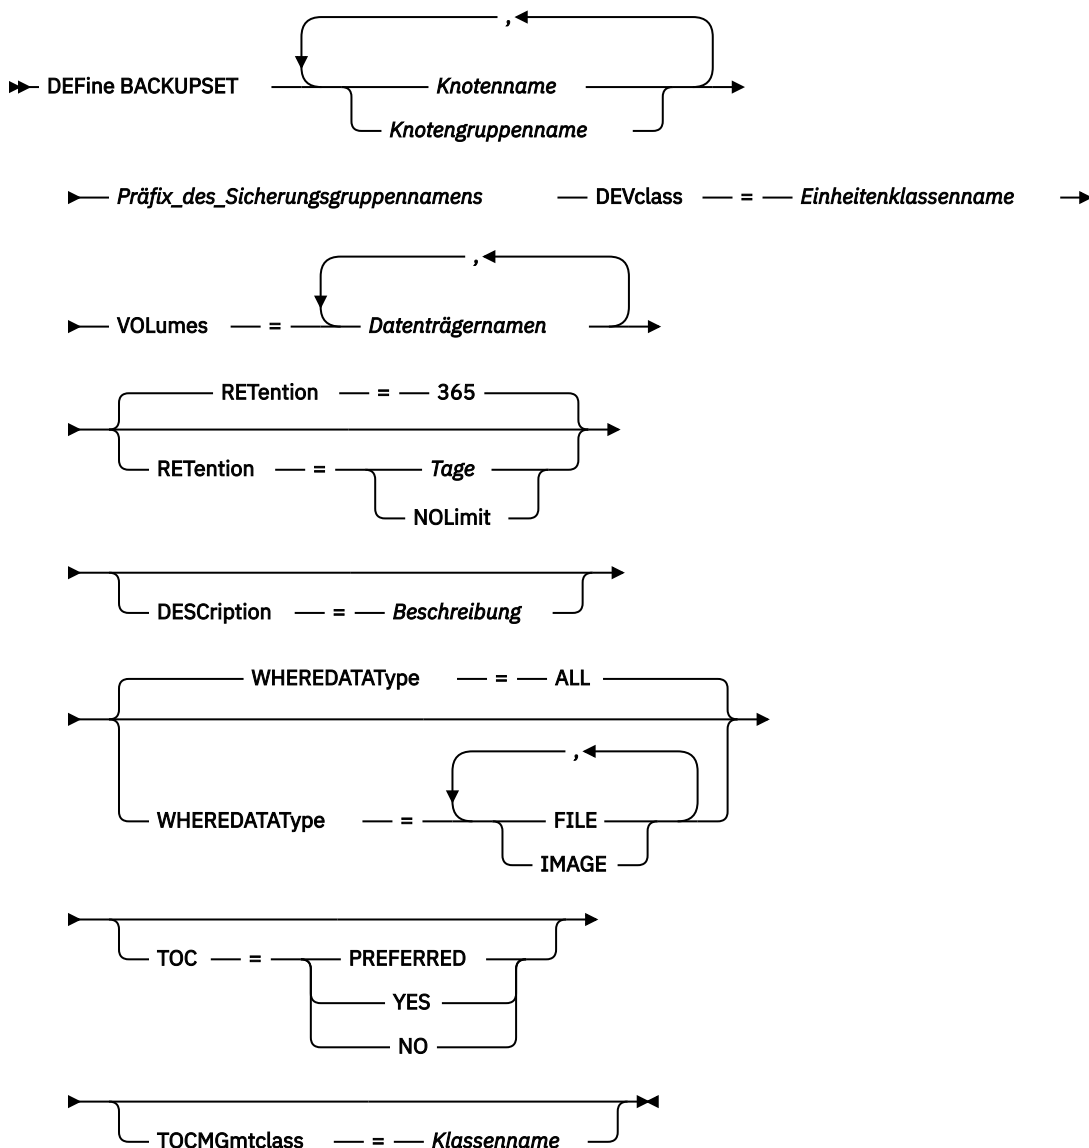 ,
DEFine BACKUPSET Knotenname
Knotengruppenname
Präfix_des_Sicherungsgruppennamens DEVclass = Einheitenklassenname
,
VOLumes = Datenträgernamen
RETention = 365
RETention = Tage
NOLimit
DESCription = Beschreibung
WHEREDATAType = ALL
,
WHEREDATAType = FILE
IMAGE
TOC = PREFERRED
YES
NO
TOCMGmtclass = Klassenname